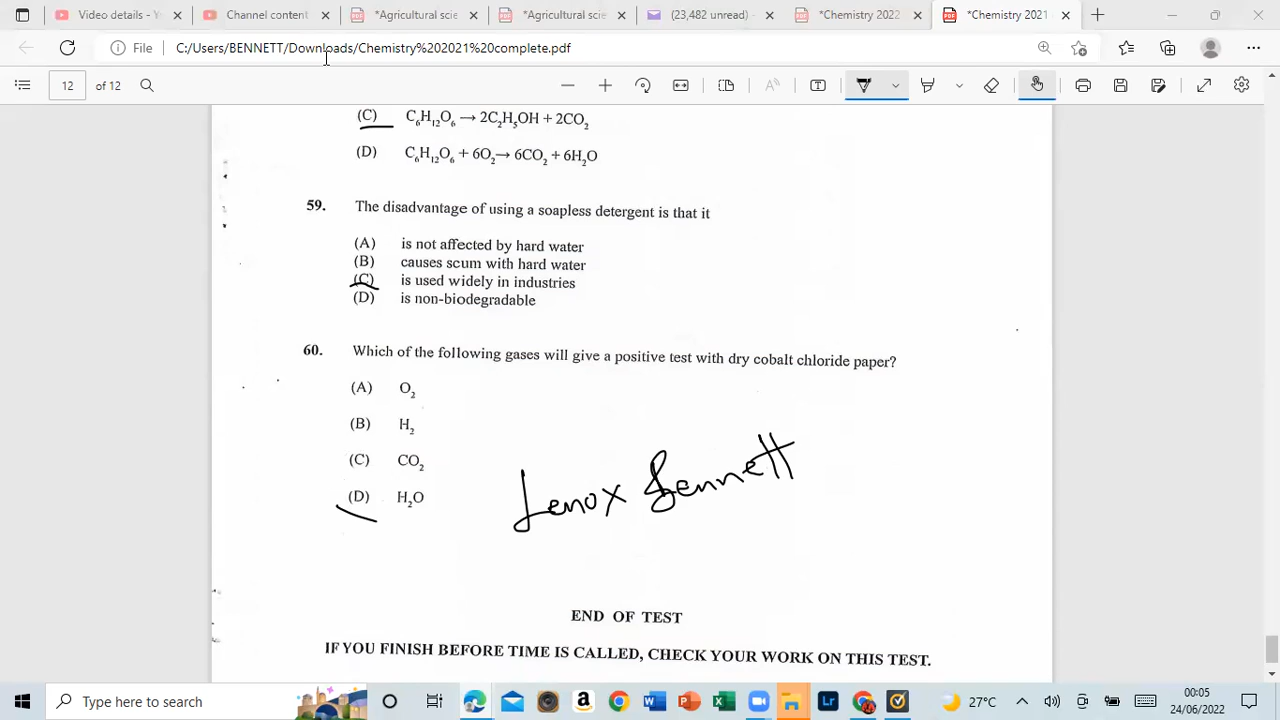 Video details
Channel content
*Agricultural scie
*Agricultural scie
(23,482 unread) -
*Chemistry 2022
*Chemistry 2021
File C:/Users/BENNETT/Downloads/Chemistry%202021%20complete.pdf
12 of 12
(C) C₆H₁₂O₆ → 2C₂H₅OH + 2CO₂
(D) C₆H₁₂O₆ + 6O₂ → 6CO₂ + 6H₂O
59. The disadvantage of using a soapless detergent is that it
(A) is not affected by hard water
(B) causes scum with hard water
(C) is used widely in industries
(D) is non-biodegradable
60. Which of the following gases will give a positive test with dry cobalt chloride paper?
(A) O₂
(B) H₂
(C) CO₂
(D) H₂O
Lenox Bennett
END OF TEST
IF YOU FINISH BEFORE TIME IS CALLED, CHECK YOUR WORK ON THIS TEST.
Type here to search
27°C
00:05
24/06/2022